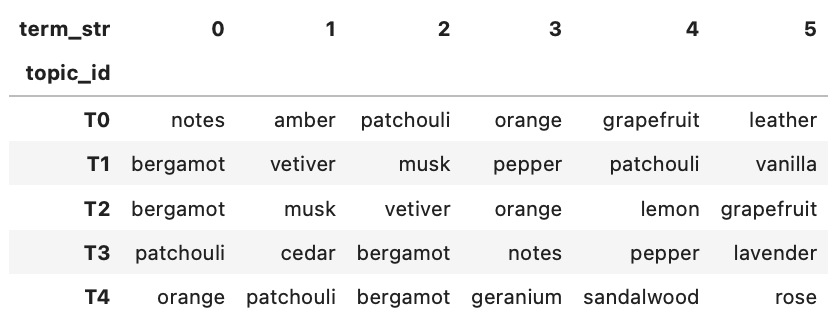 term_str 0 1 2 3 4 5
topic_id
T0 notes amber patchouli orange grapefruit leather
T1 bergamot vetiver musk pepper patchouli vanilla
T2 bergamot musk vetiver orange lemon grapefruit
T3 patchouli cedar bergamot notes pepper lavender
T4 orange patchouli bergamot geranium sandalwood rose